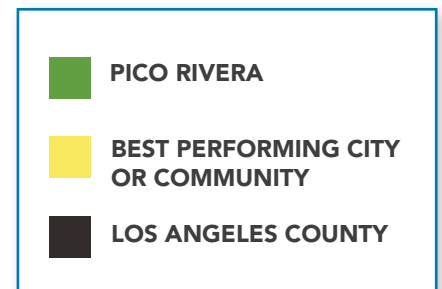 PICO RIVERA
BEST PERFORMING CITY
OR COMMUNITY
LOS ANGELES COUNTY